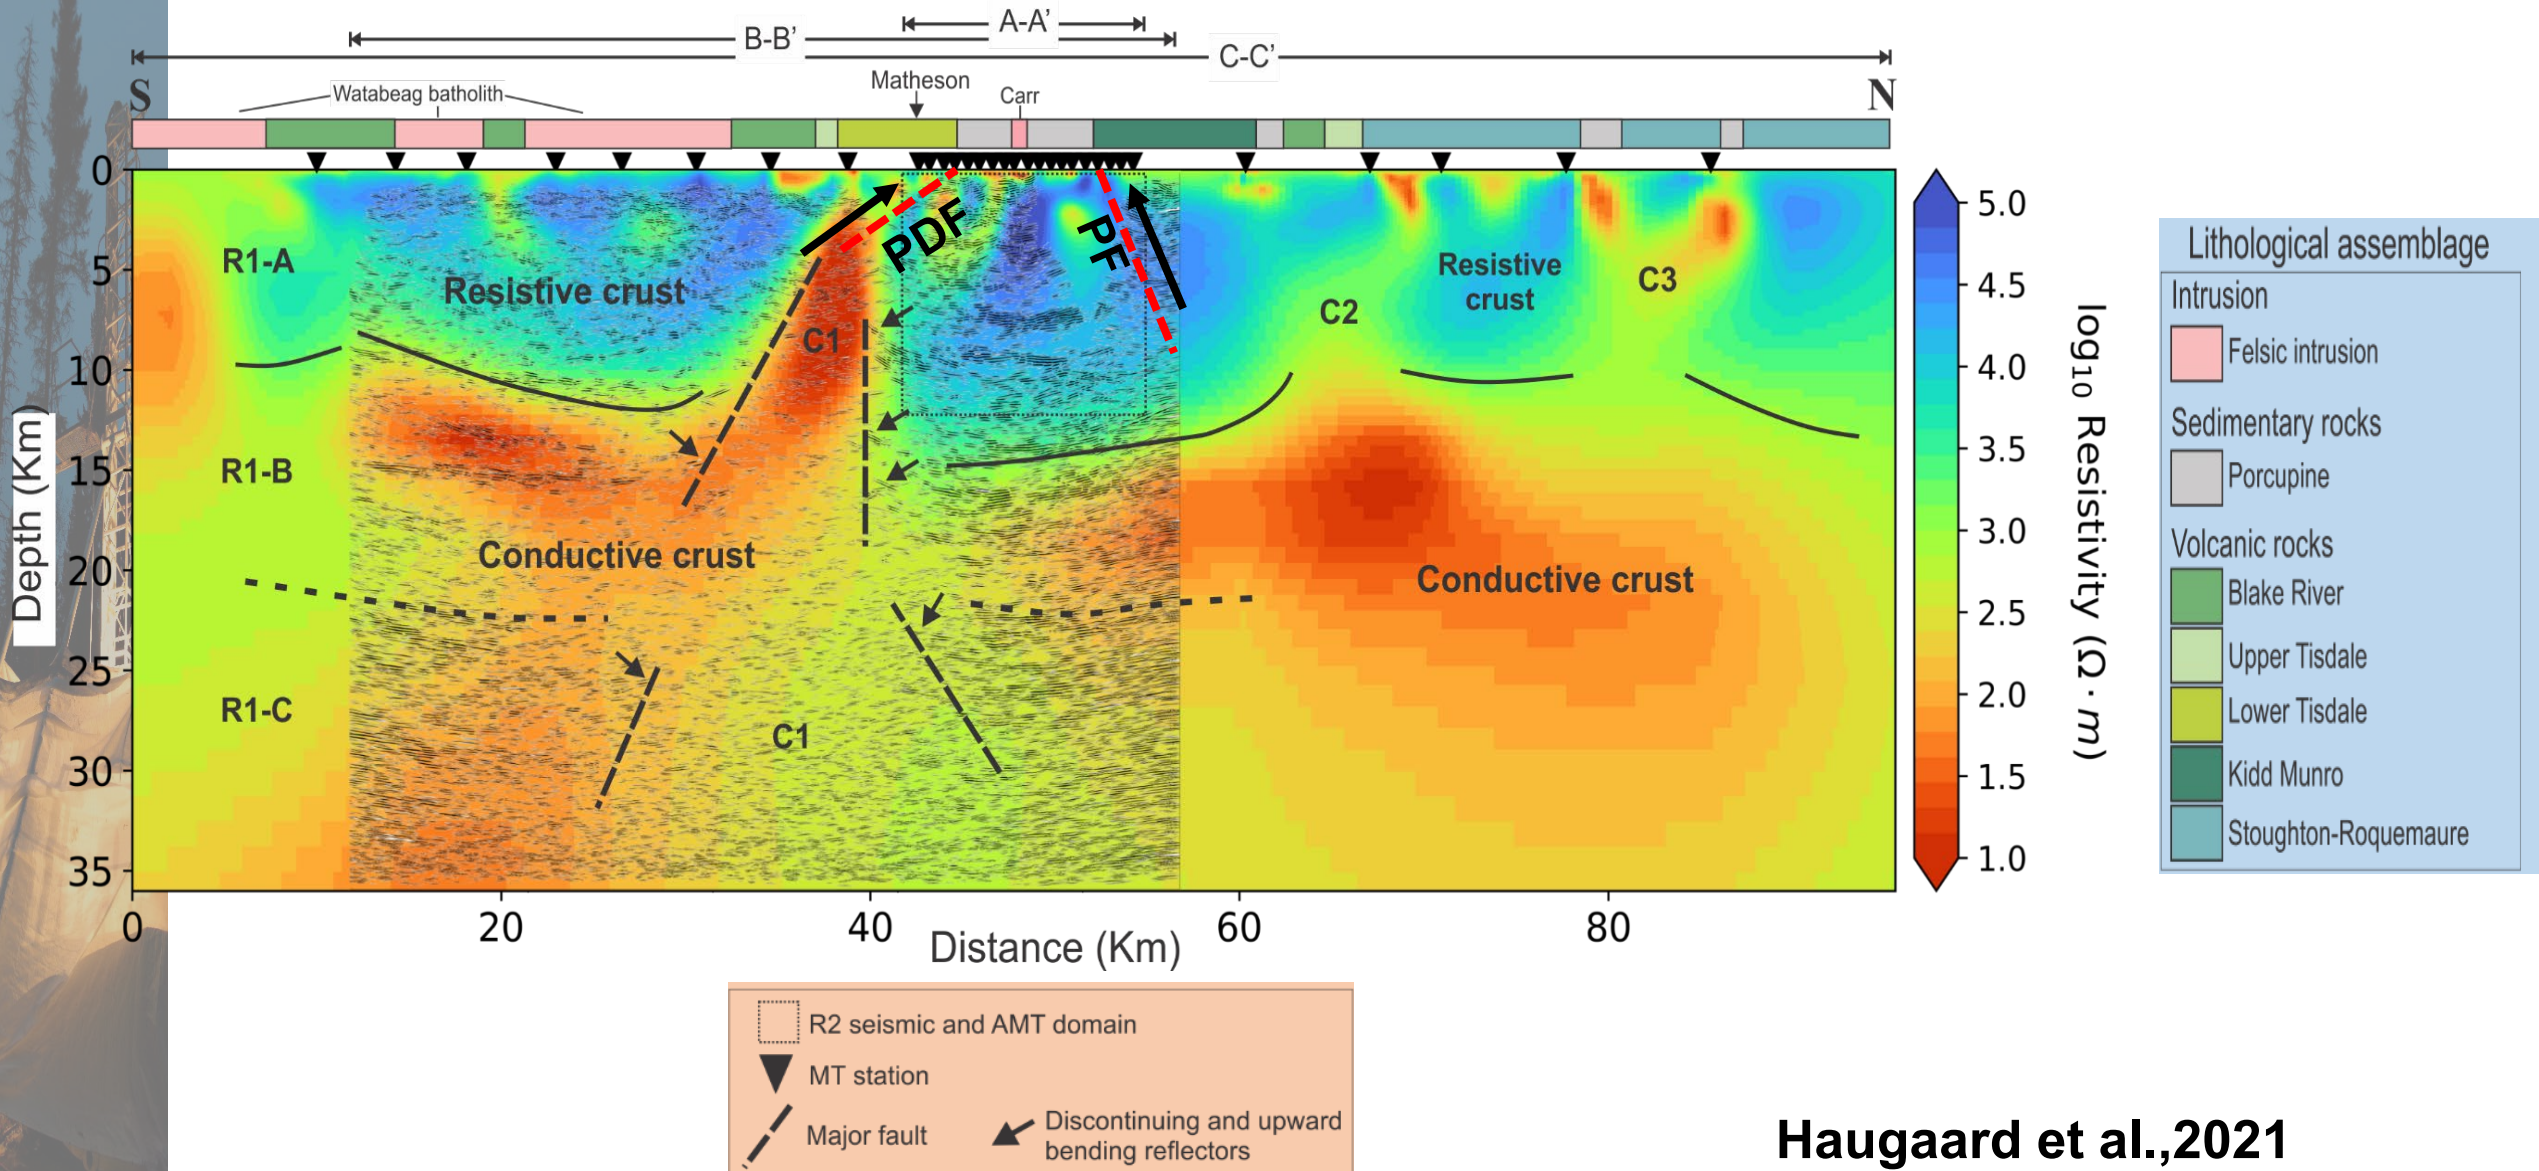 A-A'
B-B'
C-C'
S
N
Watabeag batholith
Matheson
Carr
0
5
10
15
20
25
30
35
Depth (Km)
R1-A
R1-B
R1-C
Resistive crust
C1
PDF
PF
C2
Resistive
crust
C3
Conductive crust
Conductive crust
C1
0
20
40
60
80
Distance (Km)
5.0
4.5
4.0
3.5
3.0
2.5
2.0
1.5
1.0
log10 Resistivity (Ω · m)
Lithological assemblage
Intrusion
Felsic intrusion
Sedimentary rocks
Porcupine
Volcanic rocks
Blake River
Upper Tisdale
Lower Tisdale
Kidd Munro
Stoughton-Roquemaure
R2 seismic and AMT domain
MT station
Major fault
Discontinuing and upward
bending reflectors
Haugaard et al.,2021